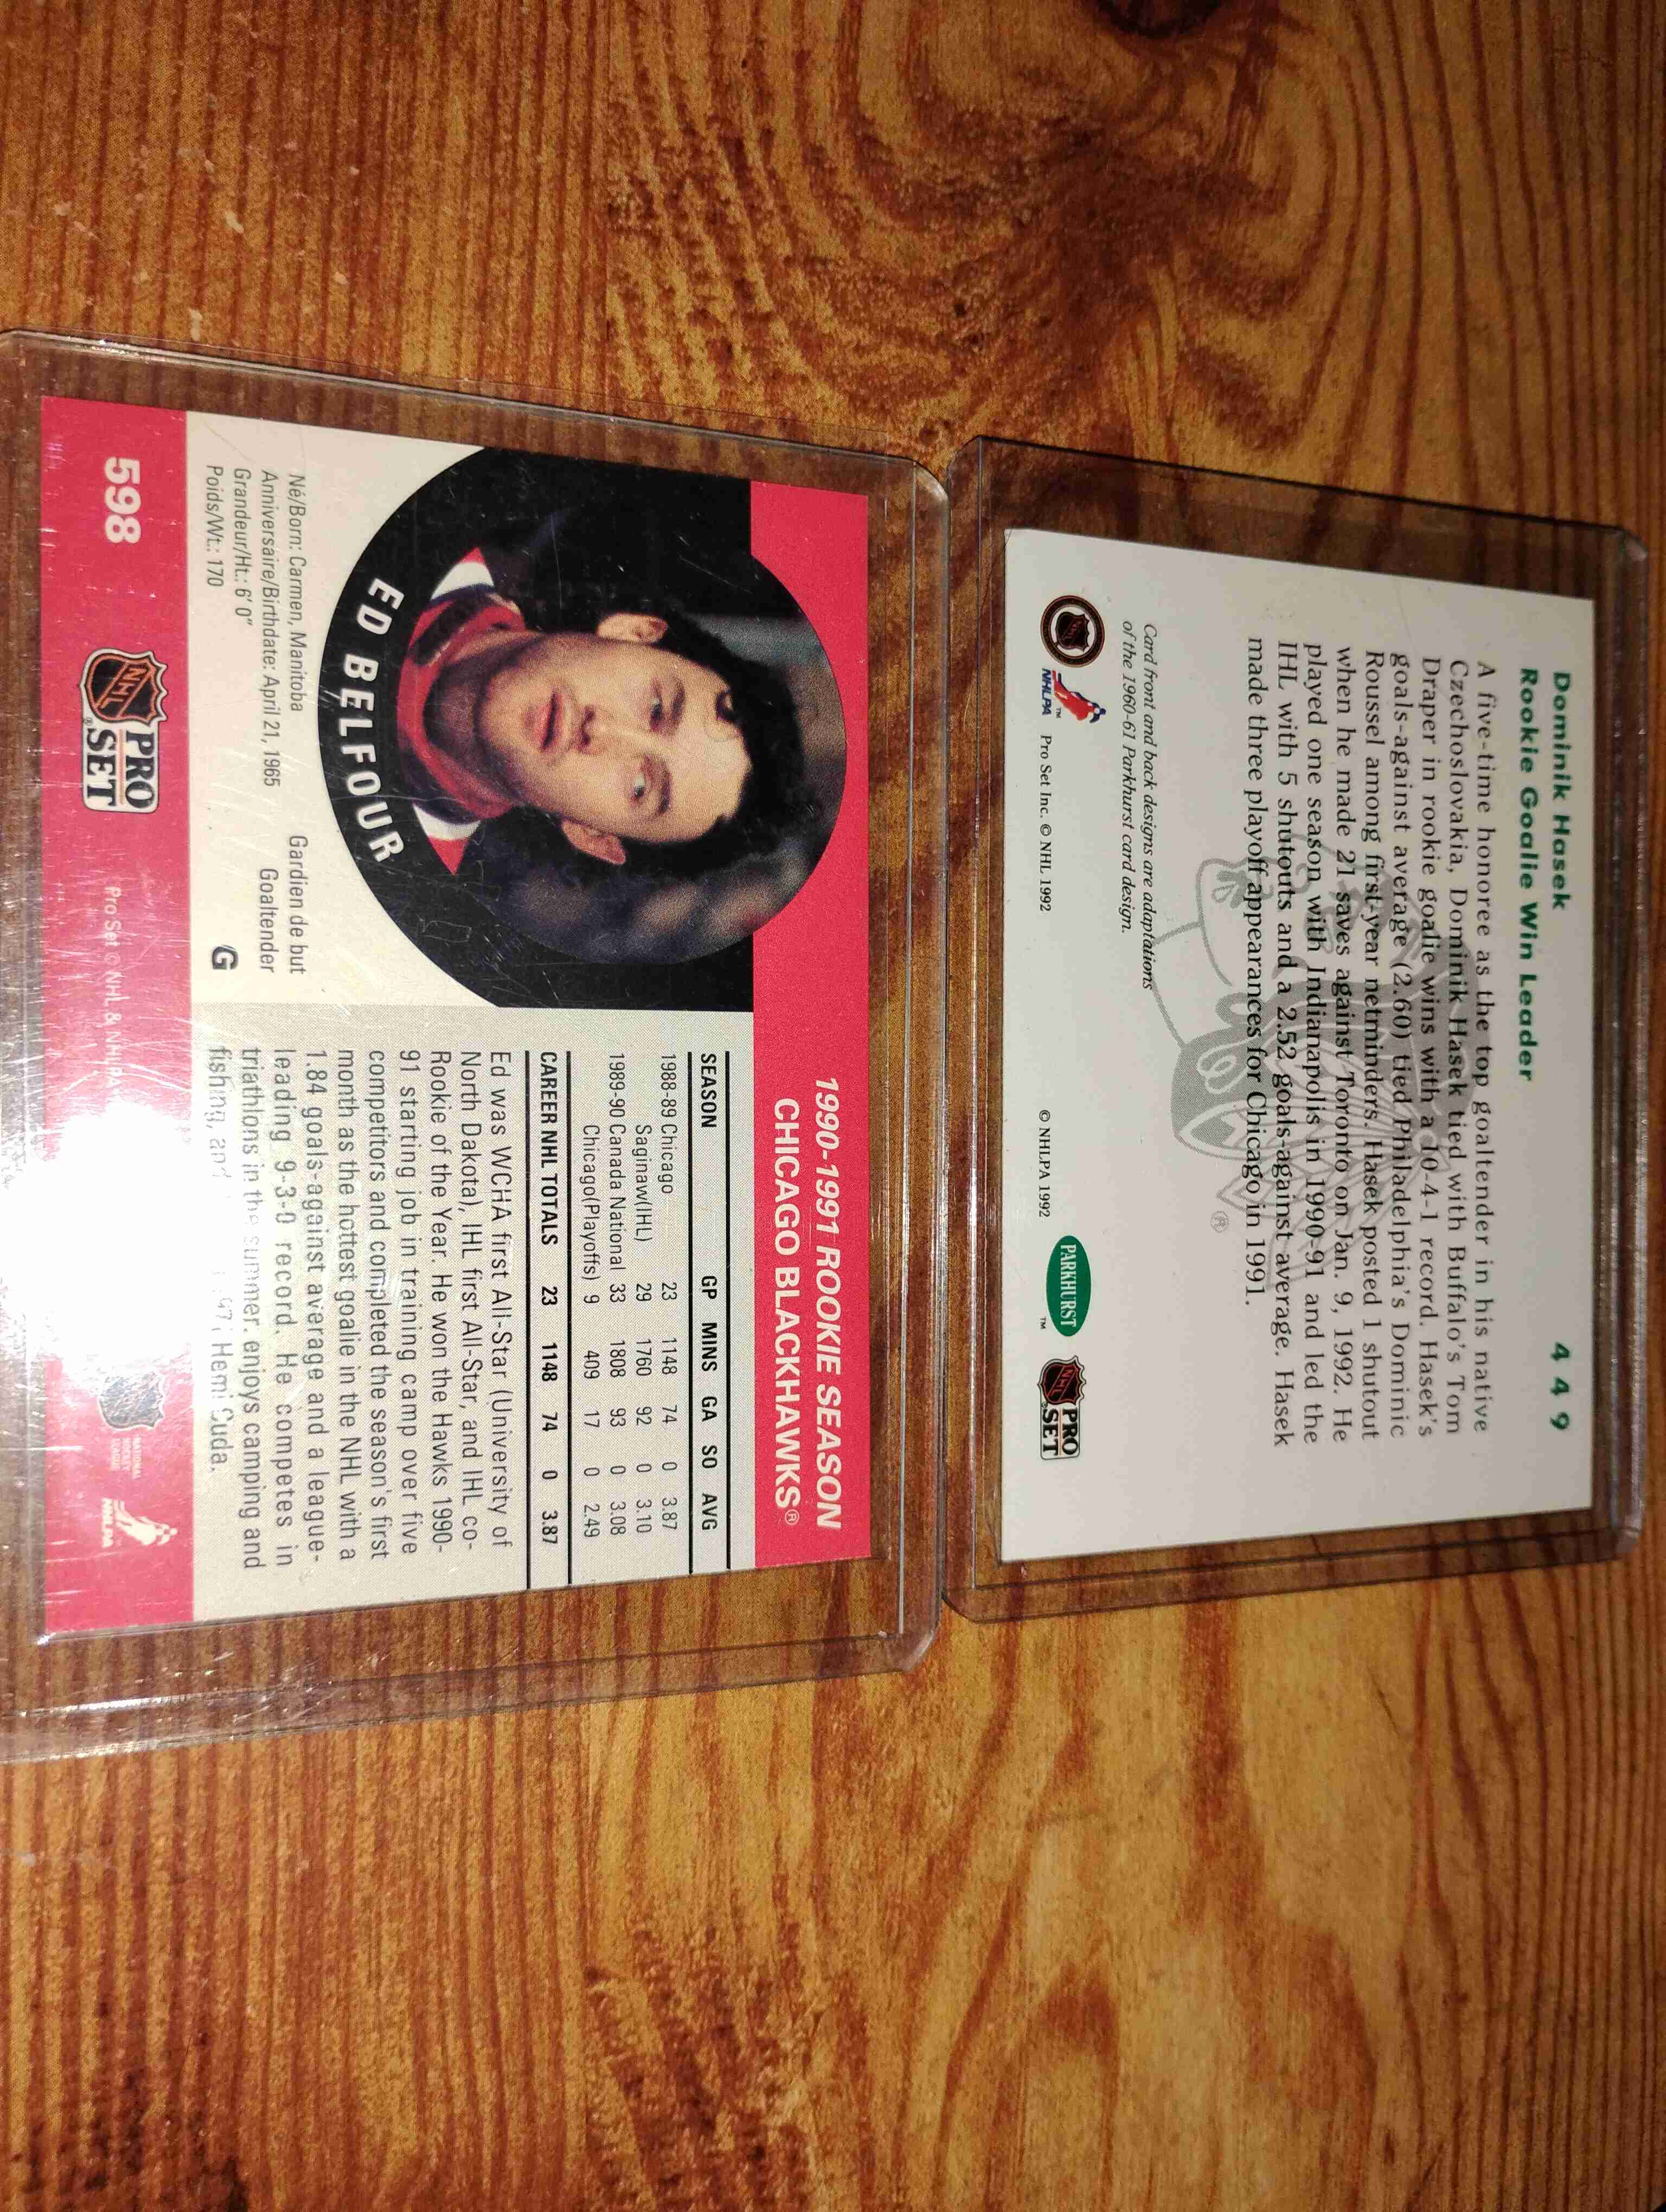 Dominik Hasek
449
Rookie Goalie Win Leader
A five-time honoree as the top goaltender in his native
Czechoslovakia, Dominik Hasek tied with Buffalo's Tom
Draper in rookie goalie wins with a 10-4-1 record. Hasek's
goals-against average (2.60) tied Philadelphia's Dominic
Roussel among first-year netminders. Hasek posted 1 shutout
when he made 21 saves against Toronto on Jan. 9, 1992. He
played one season with Indianapolis in 1990-91 and led the
IHL with 5 shutouts and a 2.52 goals-against average. Hasek
made three playoff appearances for Chicago in 1991.
®
Card front and back designs are adaptations
of the 1960-61 Parkhurst card design.
NHL NHLPA™ Pro Set Inc. © NHL 1992 © NHLPA 1992 PARKHURST™ NHL PRO SET
1990-1991 ROOKIE SEASON
CHICAGO BLACKHAWKS®
ED BELFOUR
SEASON GP MINS GA SO AVG
1988-89 Chicago 23 1148 74 0 3.87
Saginaw(IHL) 29 1760 92 0 3.10
1989-90 Canada National 33 1808 93 0 3.08
Chicago(Playoffs) 9 409 17 0 2.49
CAREER NHL TOTALS 23 1148 74 0 3.87
Ed was WCHA first All-Star (University of
North Dakota), IHL first All-Star, and IHL co-
Rookie of the Year. He won the Hawks 1990-
91 starting job in training camp over five
competitors and completed the season's first
month as the hottest goalie in the NHL with a
1.84 goals-against average and a league-
leading 9-3-0 record. He competes in
triathlons in the summer, enjoys camping and
fishing, Hemi Cuda.
Né/Born: Carmen, Manitoba
Anniversaire/Birthdate: April 21, 1965
Grandeur/Ht.: 6' 0"
Poids/Wt.: 170
Gardien de but
Goaltender
G
598
NHL® PRO SET
Pro Set © NHL & NHLPA
NATIONAL HOCKEY LEAGUE
NHLPA